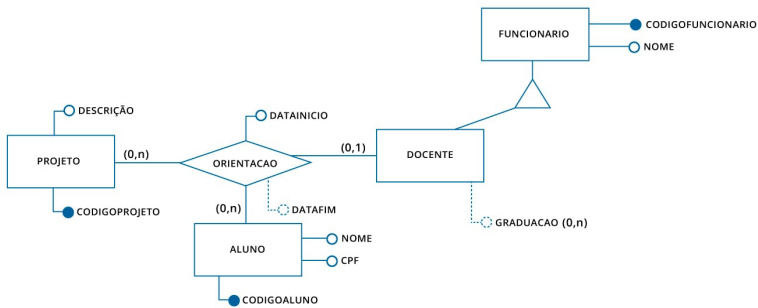 FUNCIONARIO
CODIGOFUNCIONARIO
NOME
DESCRIÇÃO
DATAINICIO
PROJETO
(0,n)
ORIENTACAO
(0,1)
DOCENTE
CODIGOPROJETO
(0,n)
DATAFIM
GRADUACAO (0,n)
ALUNO
NOME
CPF
CODIGOALUNO